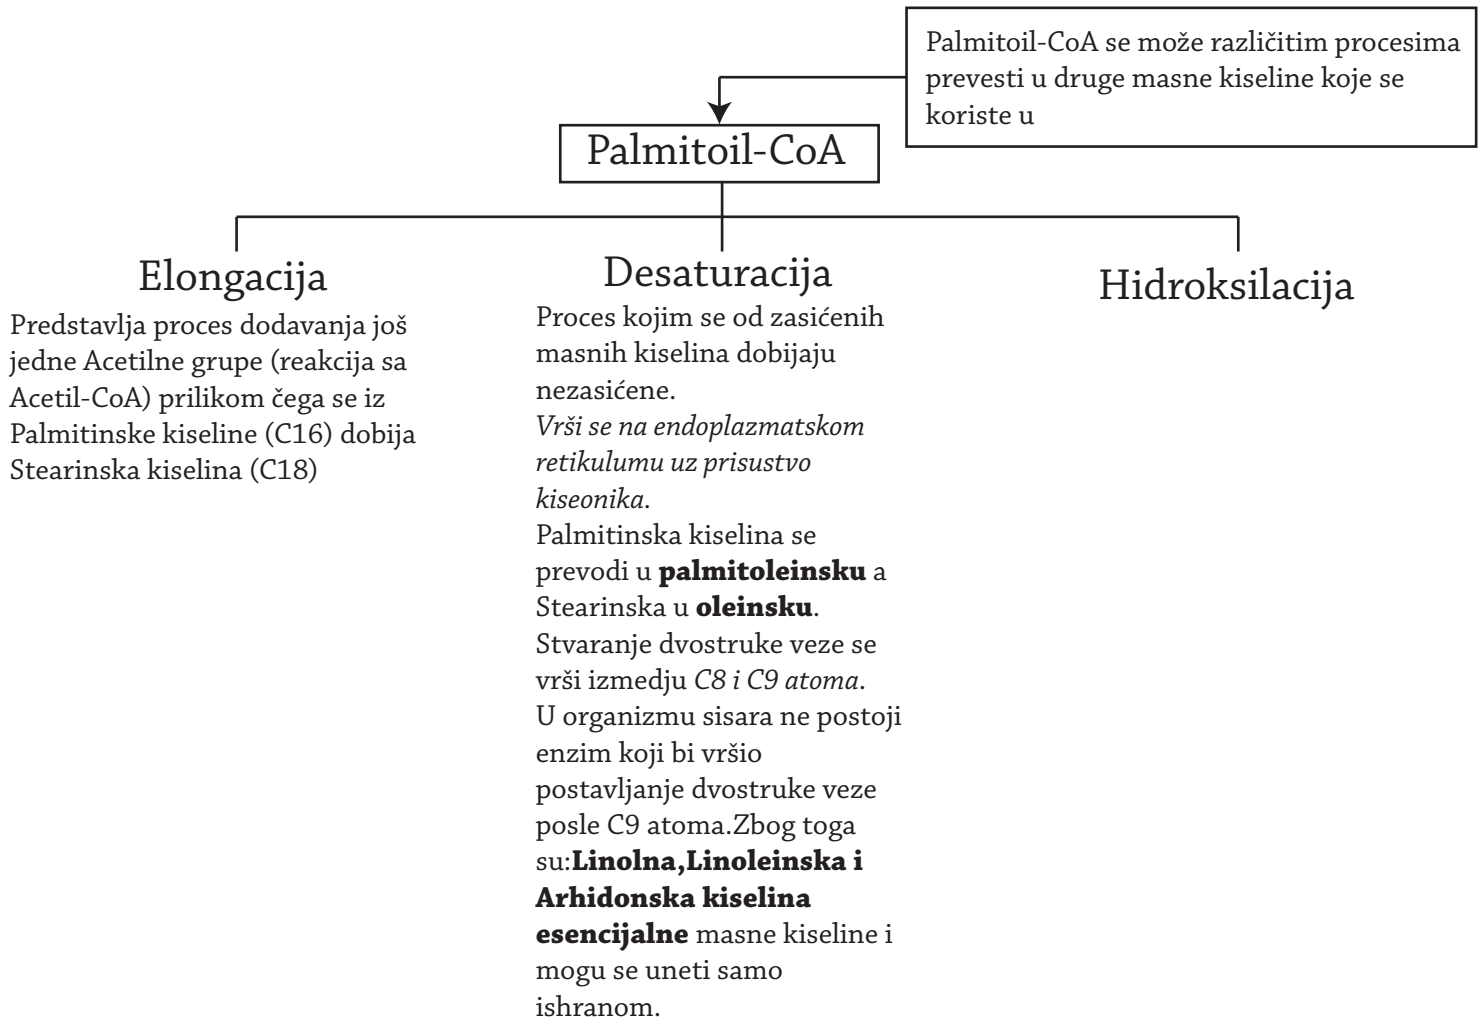 Palmitoil-CoA se može različitim procesima
prevesti u druge masne kiseline koje se
koriste u
Palmitoil-CoA
Elongacija
Predstavlja proces dodavanja još
jedne Acetilne grupe (reakcija sa
Acetil-CoA) prilikom čega se iz
Palmitinske kiseline (C16) dobija
Stearinska kiselina (C18)
Desaturacija
Proces kojim se od zasićenih
masnih kiselina dobijaju
nezasićene.
Vrši se na endoplazmatskom
retikulumu uz prisustvo
kiseonika.
Palmitinska kiselina se
prevodi u palmitoleinsku a
Stearinska u oleinsku.
Stvaranje dvostruke veze se
vrši izmedju C8 i C9 atoma.
U organizmu sisara ne postoji
enzim koji bi vršio
postavljanje dvostruke veze
posle C9 atoma.Zbog toga
su:Linolna,Linoleinska i
Arhidonska kiselina
esencijalne masne kiseline i
mogu se uneti samo
ishranom.
Hidroksilacija